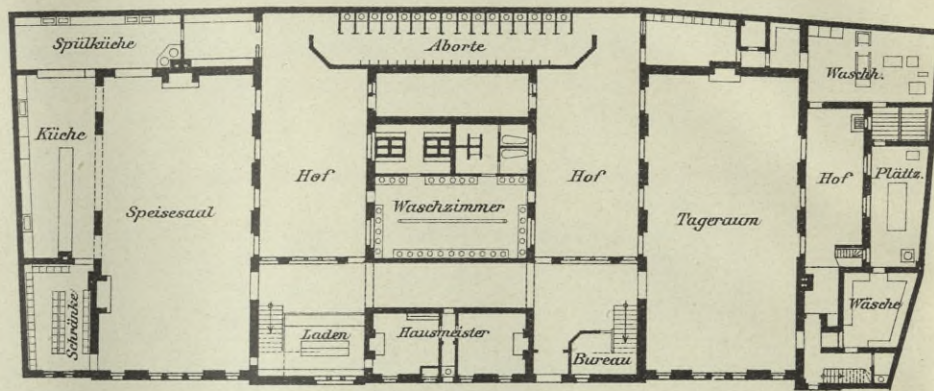 Spülküche
Aborte
Waschh.
Küche
Hof
Hof
Hof
Plättz.
Speisesaal
Waschzimmer
Tageraum
Schränke
Laden
Hausmeister
Bureau
Wäsche